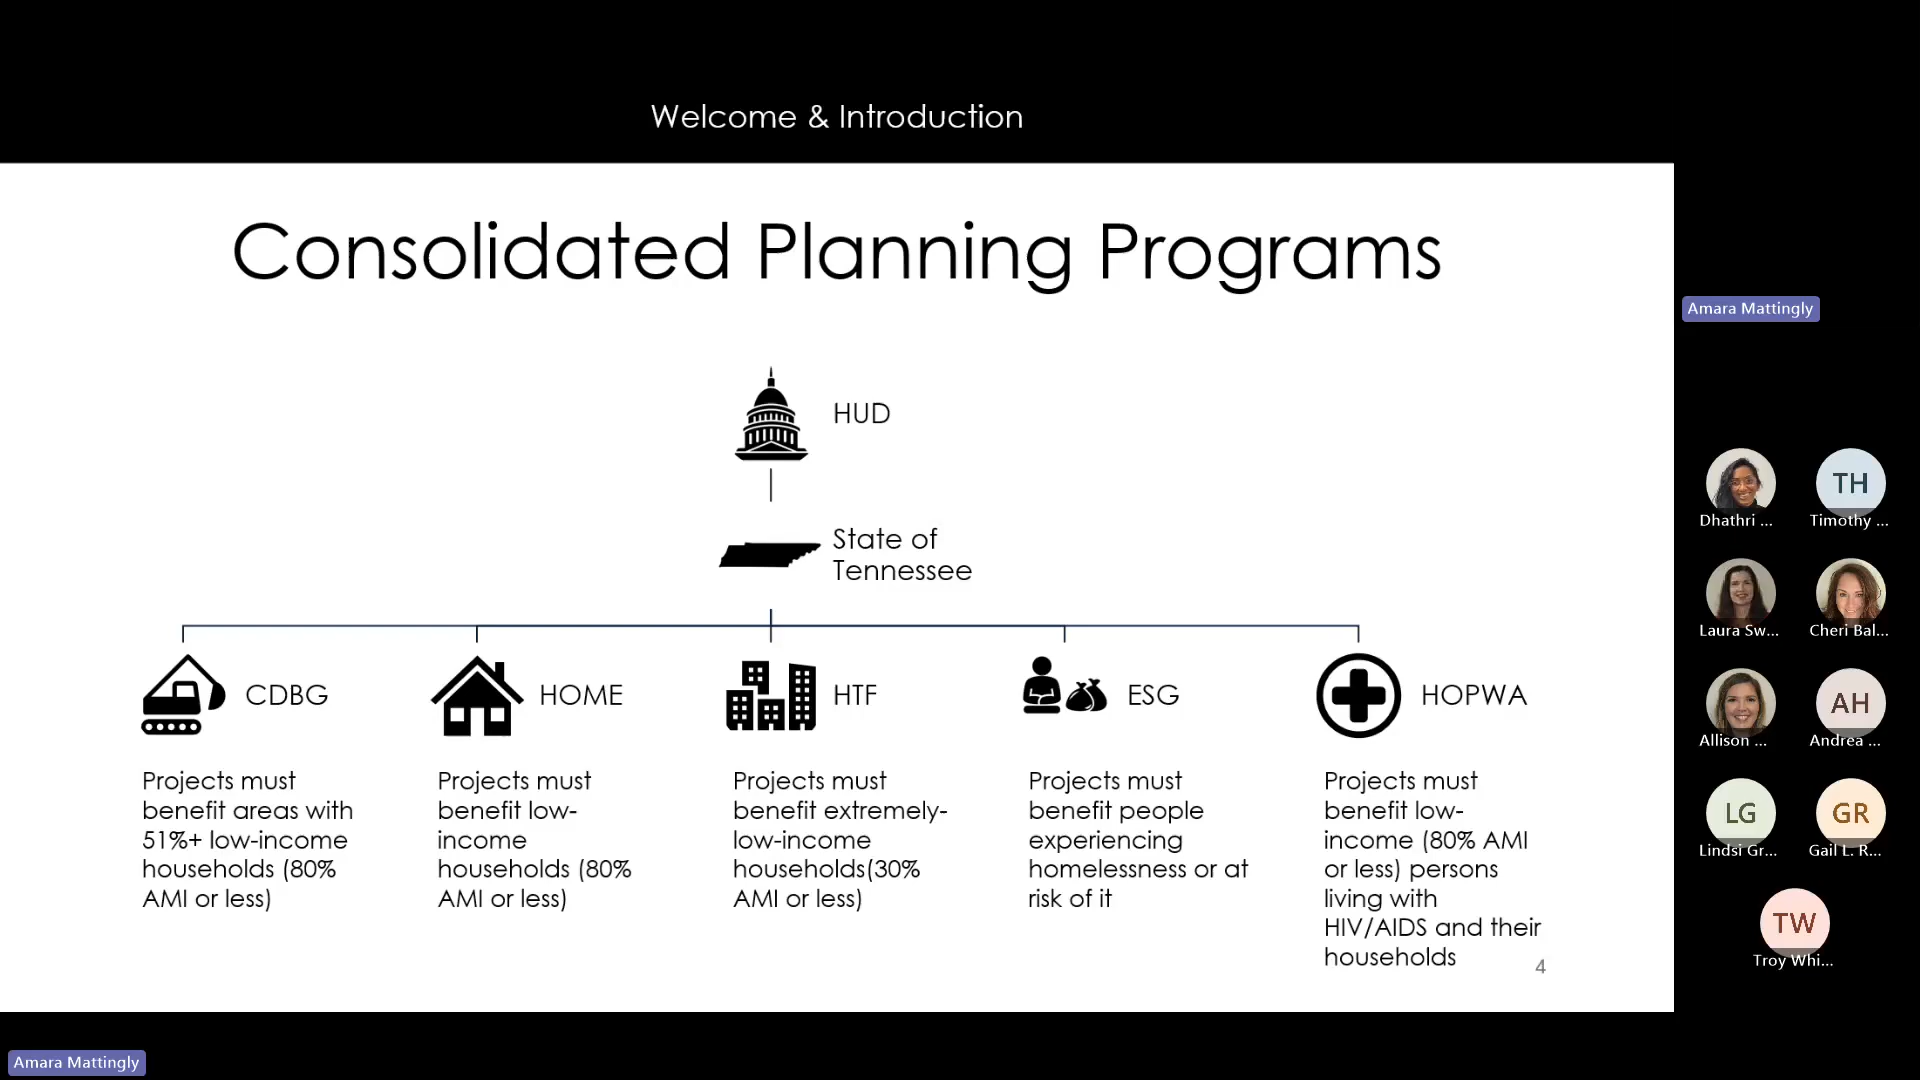 Welcome & Introduction
Consolidated Planning Programs
HUD
State of
Tennessee
CDBG
Projects must
benefit areas with
51%+ low-income
households (80%
AMI or less)
HOME
Projects must
benefit low-
income
households (80%
AMI or less)
HTF
Projects must
benefit extremely-
low-income
households(30%
AMI or less)
ESG
Projects must
benefit people
experiencing
homelessness or at
risk of it
HOPWA
Projects must
benefit low-
income (80% AMI
or less) persons
living with
HIV/AIDS and their
households
4
Amara Mattingly
Dhathri ...
TH
Timothy ...
Laura Sw...
Cheri Bal...
Allison ...
AH
Andrea ...
LG
Lindsi Gr...
GR
Gail L. R...
TW
Troy Whi...
Amara Mattingly